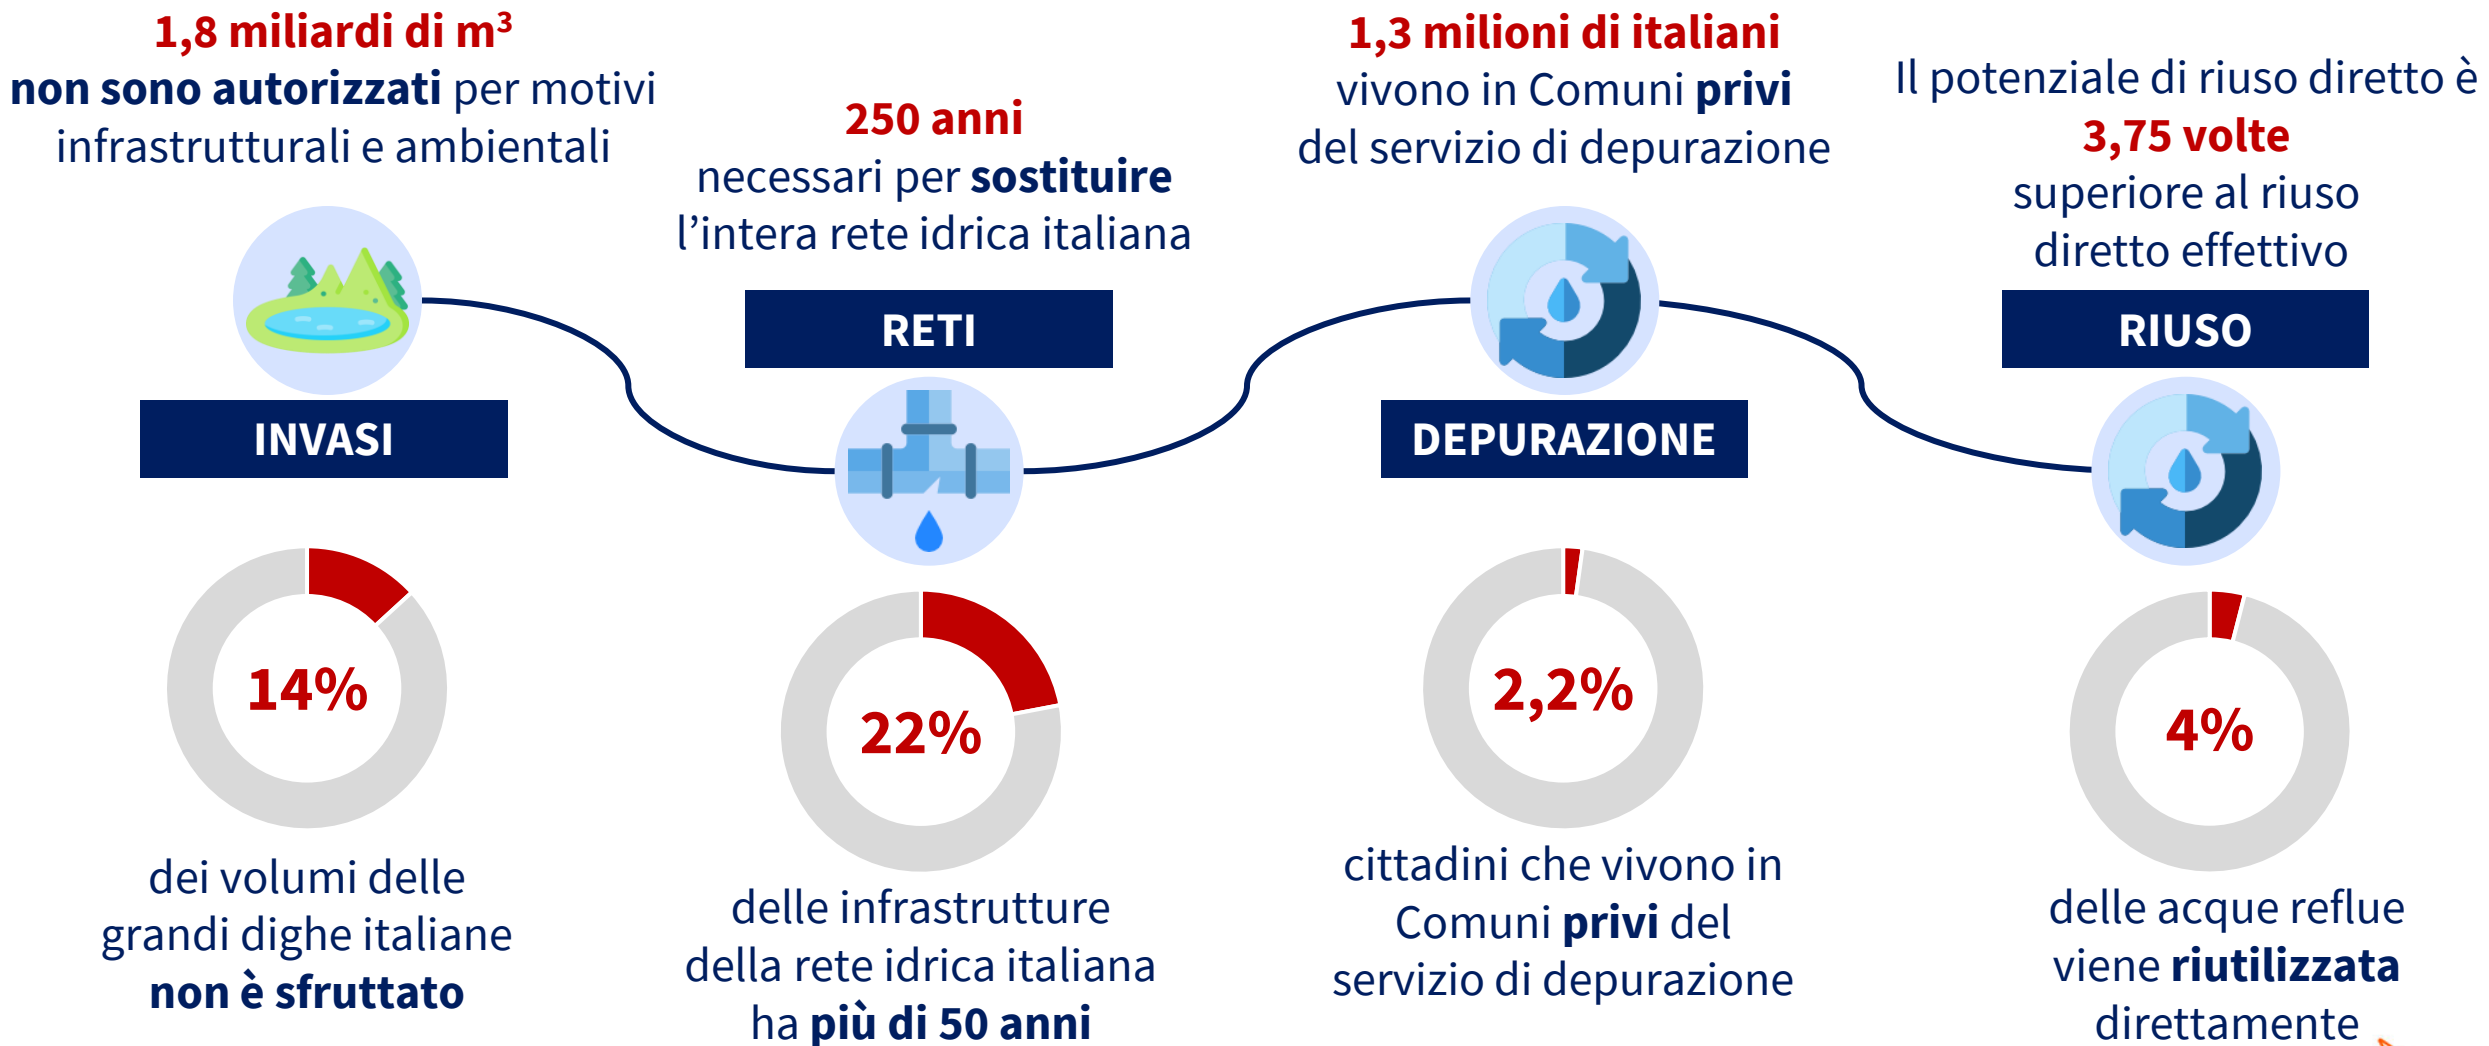 1,8 miliardi di m³
non sono autorizzati per motivi
infrastrutturali e ambientali
INVASI
14%
dei volumi delle
grandi dighe italiane
non è sfruttato
250 anni
necessari per sostituire
l’intera rete idrica italiana
RETI
22%
delle infrastrutture
della rete idrica italiana
ha più di 50 anni
1,3 milioni di italiani
vivono in Comuni privi
del servizio di depurazione
DEPURAZIONE
2,2%
cittadini che vivono in
Comuni privi del
servizio di depurazione
Il potenziale di riuso diretto è
3,75 volte
superiore al riuso
diretto effettivo
RIUSO
4%
delle acque reflue
viene riutilizzata
direttamente